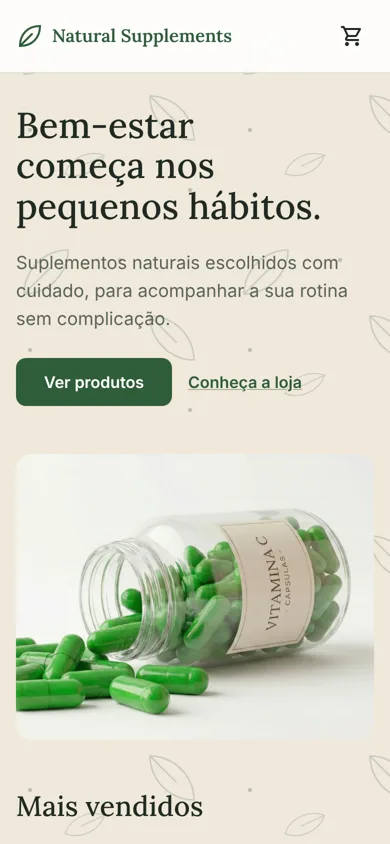 Natural Supplements
Bem-estar
começa nos
pequenos hábitos.
Suplementos naturais escolhidos com
cuidado, para acompanhar a sua rotina
sem complicação.
Ver produtos
Conheça a loja
VITAMINA C
· CAPSULAS ·
Mais vendidos